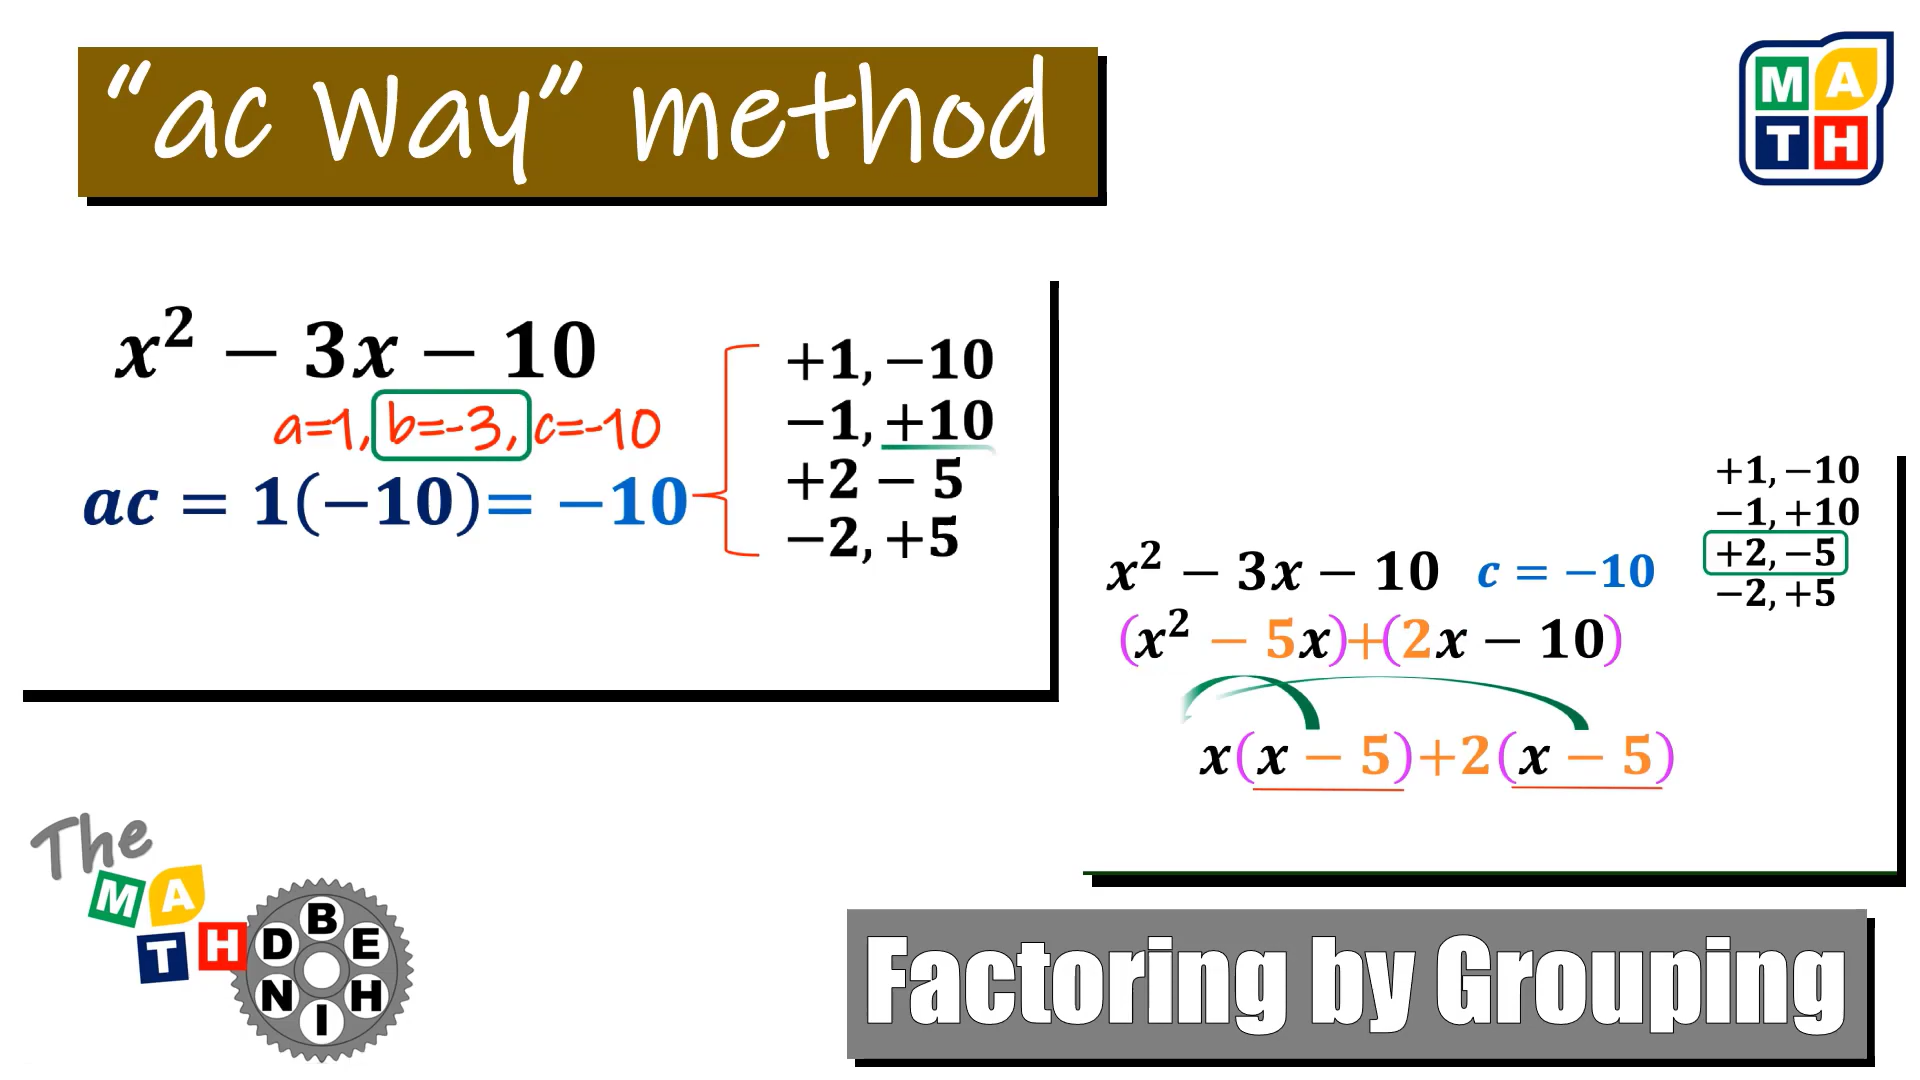 “ac way” method
MATH
x² − 3x − 10
a=1, b=-3, c=-10
ac = 1(−10)= −10
+1, −10
−1, +10
+2 − 5
−2, +5
+1, −10
−1, +10
+2, −5
−2, +5
x² − 3x − 10 c = −10
(x² − 5x)+(2x − 10)
x(x − 5)+2(x − 5)
The
MATH
BEHIND
Factoring by Grouping